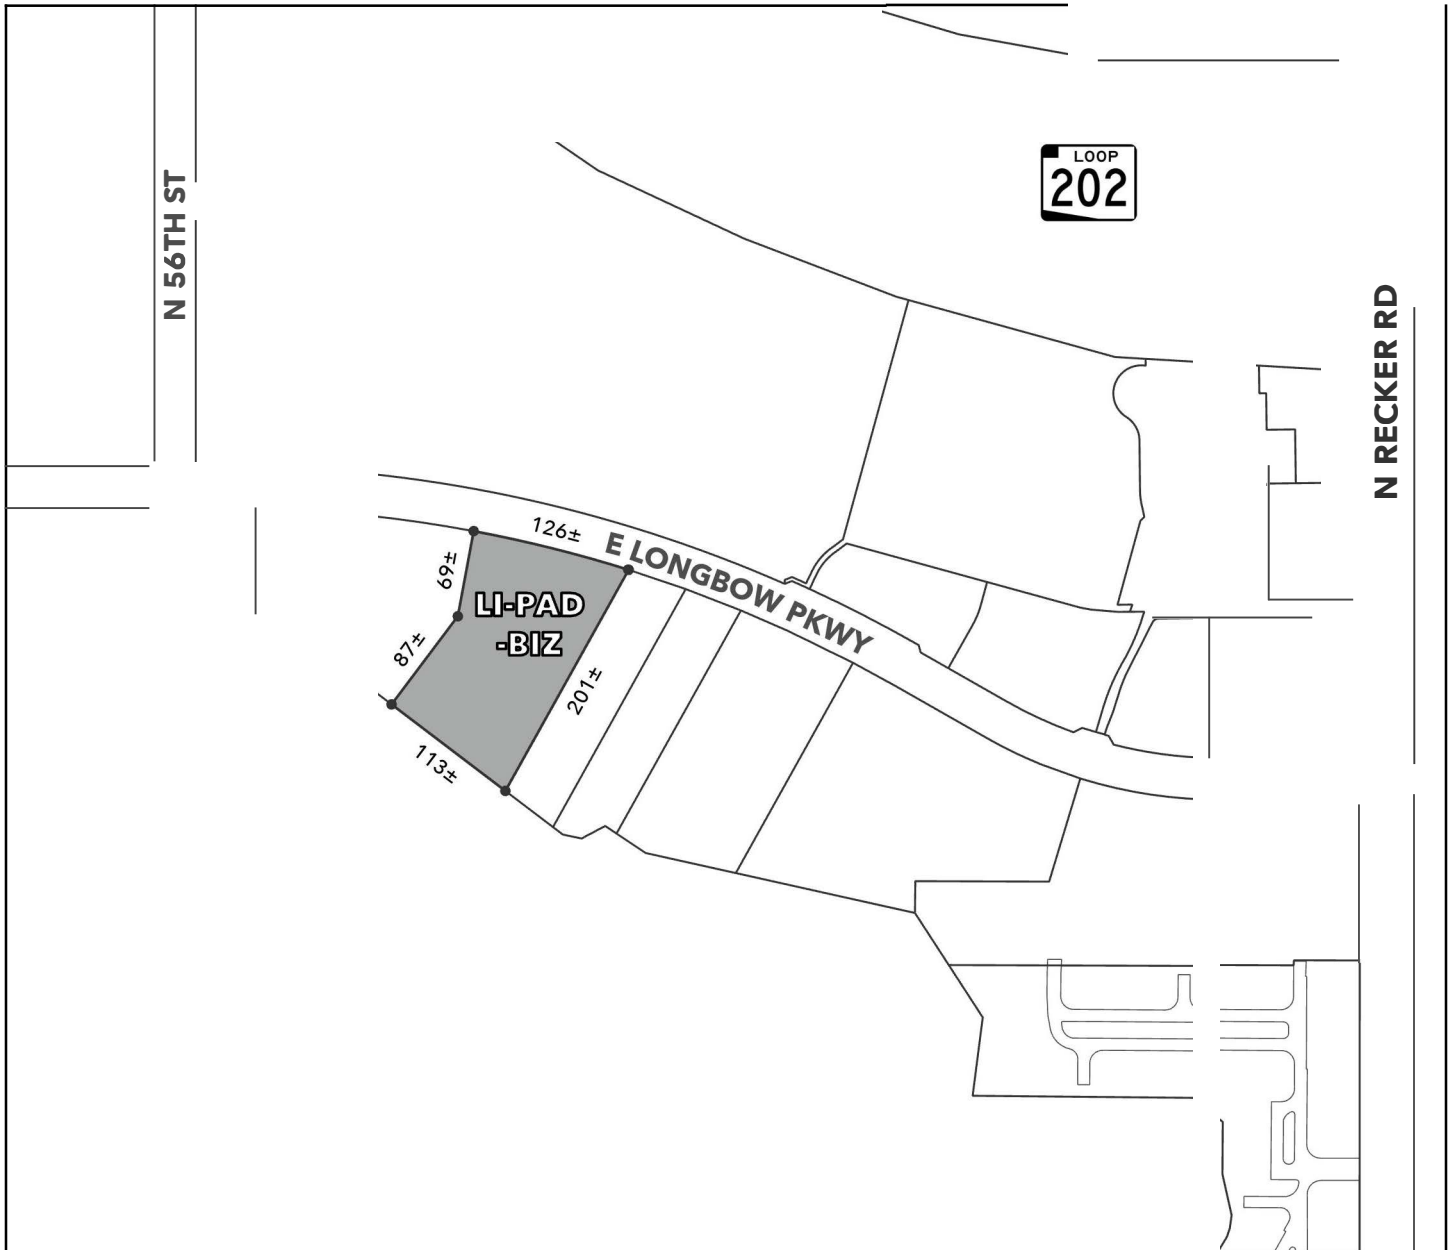 LOOP
202
N 56TH ST
N RECKER RD
126±
E LONGBOW PKWY
69±
LI-PAD
-BIZ
87±
201±
113±